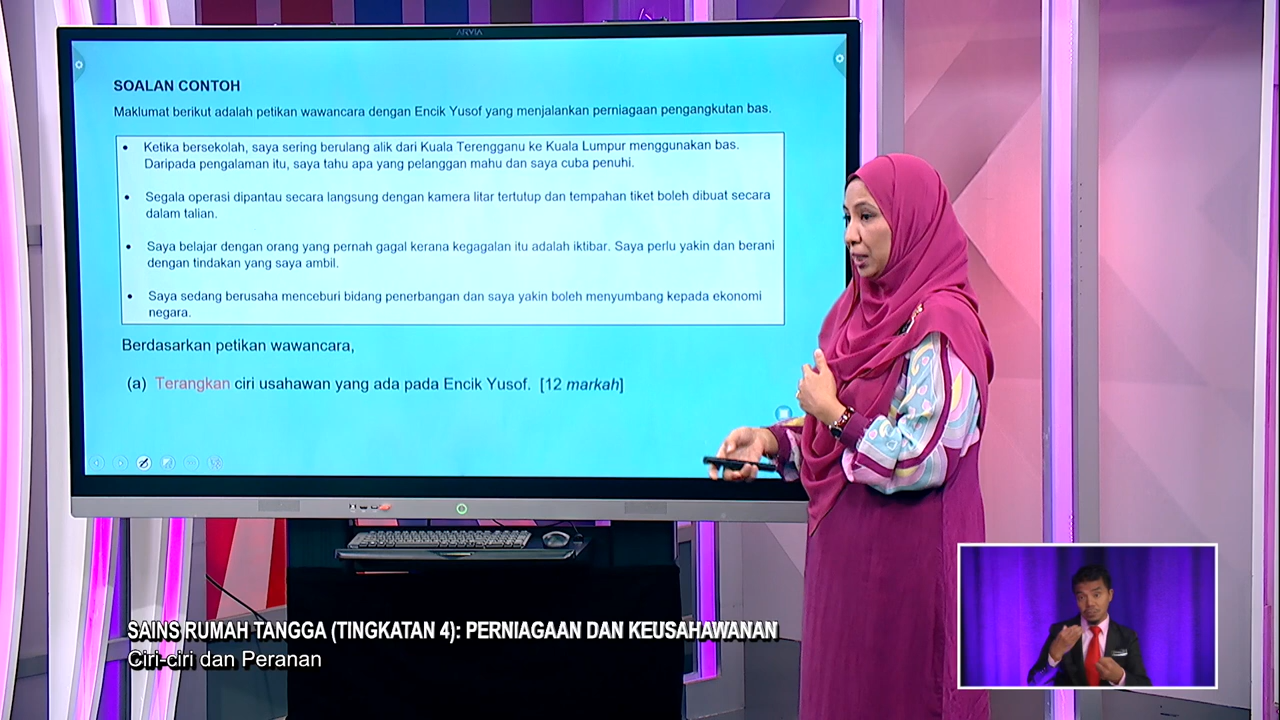 ARVIA
SOALAN CONTOH
Maklumat berikut adalah petikan wawancara dengan Encik Yusof yang menjalankan perniagaan pengangkutan bas.
• Ketika bersekolah, saya sering berulang alik dari Kuala Terengganu ke Kuala Lumpur menggunakan bas.
Daripada pengalaman itu, saya tahu apa yang pelanggan mahu dan saya cuba penuhi.
• Segala operasi dipantau secara langsung dengan kamera litar tertutup dan tempahan tiket boleh dibuat secara
dalam talian.
• Saya belajar dengan orang yang pernah gagal kerana kegagalan itu adalah iktibar. Saya perlu yakin dan berani
dengan tindakan yang saya ambil.
• Saya sedang berusaha menceburi bidang penerbangan dan saya yakin boleh menyumbang kepada ekonomi
negara.
Berdasarkan petikan wawancara,
(a) Terangkan ciri usahawan yang ada pada Encik Yusof. [12 markah]
SAINS RUMAH TANGGA (TINGKATAN 4): PERNIAGAAN DAN KEUSAHAWANAN
Ciri-ciri dan Peranan